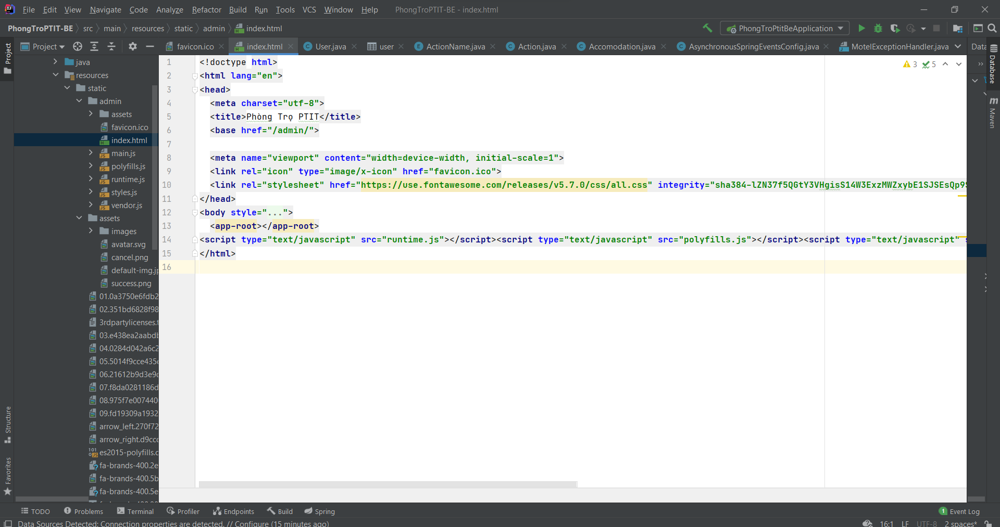 File Edit View Navigate Code Analyze Refactor Build Run Tools VCS Window Help PhongTroPTIT-BE - index.html
PhongTroPTIT-BE src main resources static admin index.html PhongTroPtitBeApplication
Project favicon.ico index.html User.java user ActionName.java Action.java Accomodation.java AsynchronousSpringEventsConfig.java MotelExceptionHandler.java Data
Project
Structure
Favorites
java
resources
static
admin
assets
favicon.ico
index.html
main.js
polyfills.js
runtime.js
styles.js
vendor.js
assets
images
avatar.svg
cancel.png
default-img.jp
success.png
01.0a3750e6fdb2
02.351bd6828f98
3rdpartylicenses.t
03.e438ea2aabdb
04.0284d042a6c2
05.5014f9cce435c
06.21612b9d3e9c
07.f8da0281186d
08.975f7e007440
09.fd19309a1932
arrow_left.270f72
arrow_right.d9ccc
es2015-polyfills.c
fa-brands-400.2e
fa-brands-400.5b
fa-brands-400.5e
1 <!doctype html>
2 <html lang="en">
3 <head>
4 <meta charset="utf-8">
5 <title>Phòng Trọ PTIT</title>
6 <base href="/admin/">
7
8 <meta name="viewport" content="width=device-width, initial-scale=1">
9 <link rel="icon" type="image/x-icon" href="favicon.ico">
10 <link rel="stylesheet" href="https://use.fontawesome.com/releases/v5.7.0/css/all.css" integrity="sha384-lZN37f5QGtY3VHgisS14W3ExzMWZxybE1SJSEsQp9S
11 </head>
12 <body style="...">
13 <app-root></app-root>
14 <script type="text/javascript" src="runtime.js"></script><script type="text/javascript" src="polyfills.js"></script><script type="text/javascript" s
15 </html>
16
3 5
Database
Maven
TODO Problems Terminal Profiler Endpoints Build Spring 1 Event Log
Data Sources Detected: Connection properties are detected. // Configure (15 minutes ago) 16:1 LF UTF-8 2 spaces*